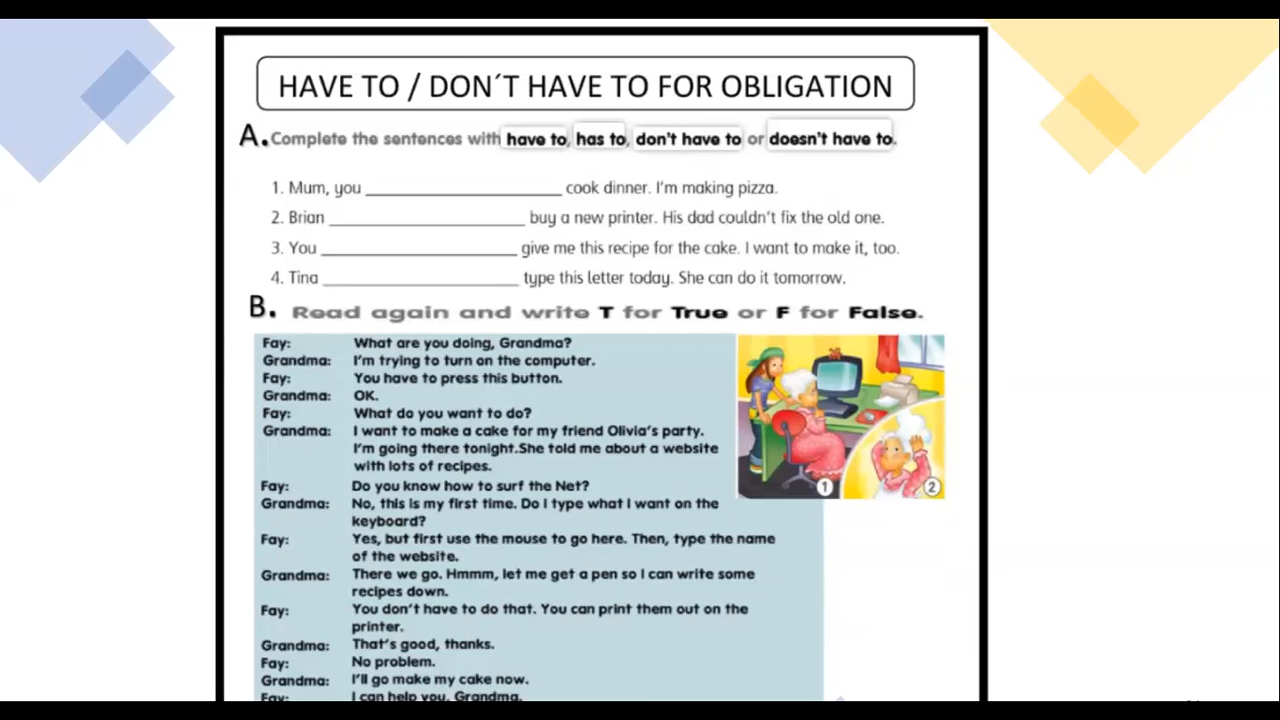 HAVE TO / DON´T HAVE TO FOR OBLIGATION
A. Complete the sentences with have to, has to, don't have to or doesn't have to.
1. Mum, you ____________________ cook dinner. I'm making pizza.
2. Brian ____________________ buy a new printer. His dad couldn't fix the old one.
3. You ____________________ give me this recipe for the cake. I want to make it, too.
4. Tina ____________________ type this letter today. She can do it tomorrow.
B. Read again and write T for True or F for False.
Fay: What are you doing, Grandma?
Grandma: I'm trying to turn on the computer.
Fay: You have to press this button.
Grandma: OK.
Fay: What do you want to do?
Grandma: I want to make a cake for my friend Olivia's party.
I'm going there tonight.She told me about a website
with lots of recipes.
Fay: Do you know how to surf the Net?
Grandma: No, this is my first time. Do I type what I want on the
keyboard?
Fay: Yes, but first use the mouse to go here. Then, type the name
of the website.
Grandma: There we go. Hmmm, let me get a pen so I can write some
recipes down.
Fay: You don't have to do that. You can print them out on the
printer.
Grandma: That's good, thanks.
Fay: No problem.
Grandma: I'll go make my cake now.
Fay: I can help you, Grandma.
1
2